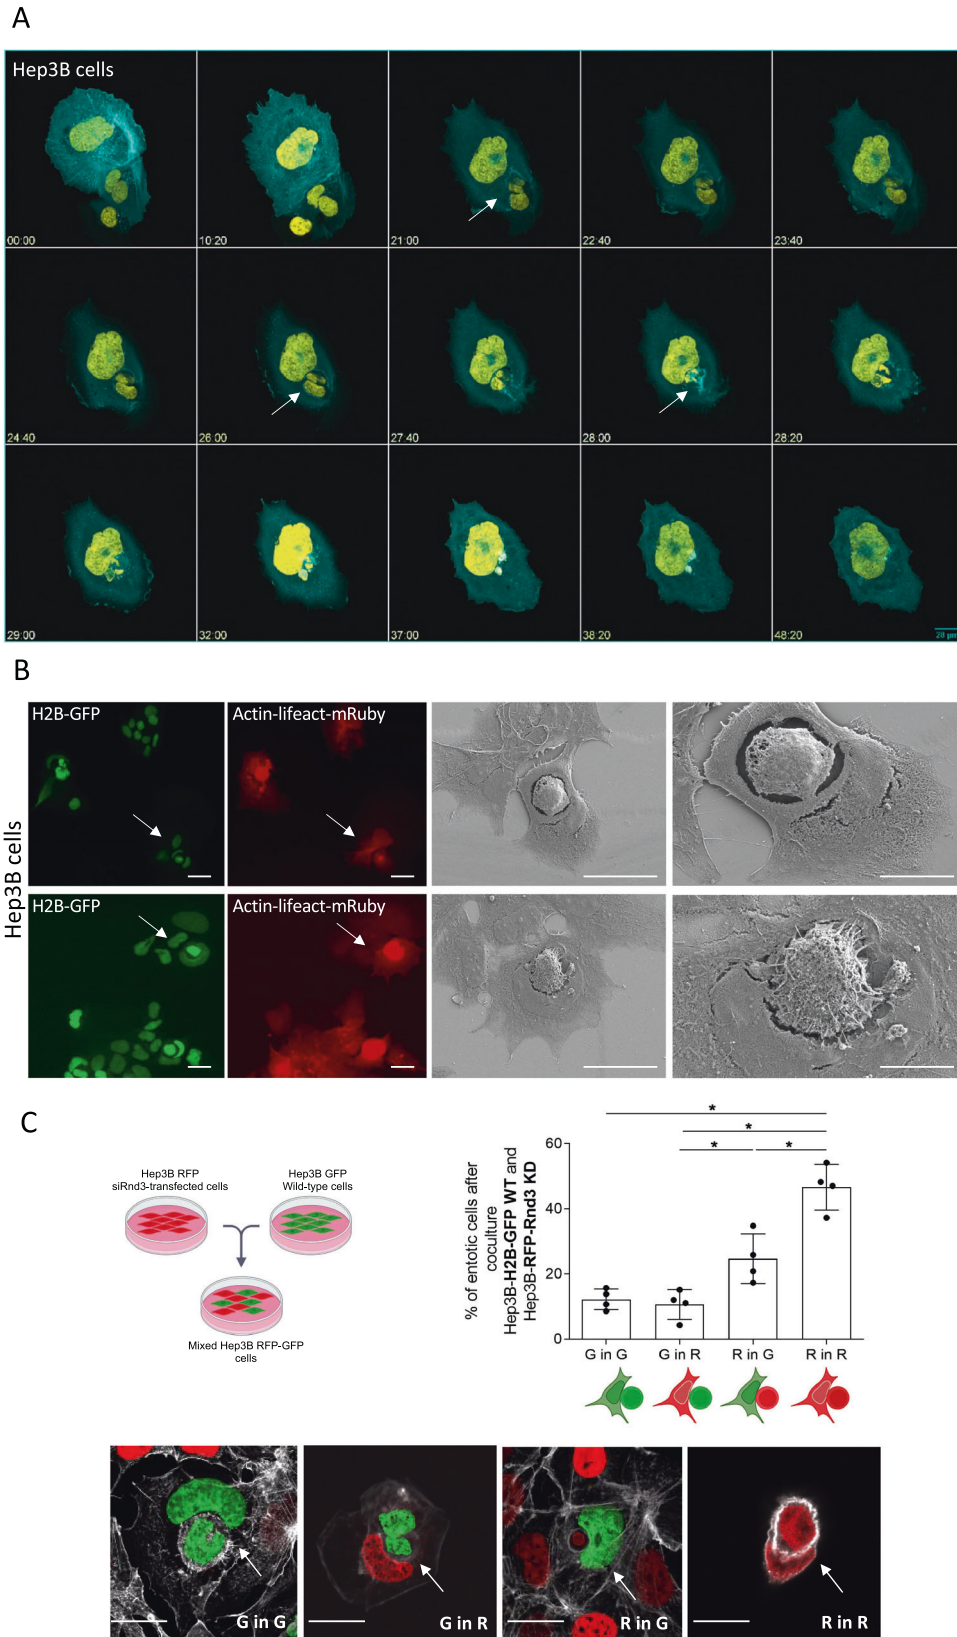 A
Hep3B cells
00:00
10:20
21:00
22:40
23:40
24:40
26:00
27:40
28:00
28:20
29:00
32:00
37:00
38:20
48:20
28 µm
B
Hep3B cells
H2B-GFP
Actin-lifeact-mRuby
H2B-GFP
Actin-lifeact-mRuby
C
Hep3B RFP
siRnd3-transfected cells
Hep3B GFP
Wild-type cells
Mixed Hep3B RFP-GFP
cells
% of entotic cells after
coculture
Hep3B-H2B-GFP WT and
Hep3B-RFP-Rnd3 KD
*
*
*
*
60
40
20
0
G in G
G in R
R in G
R in R
G in G
G in R
R in G
R in R